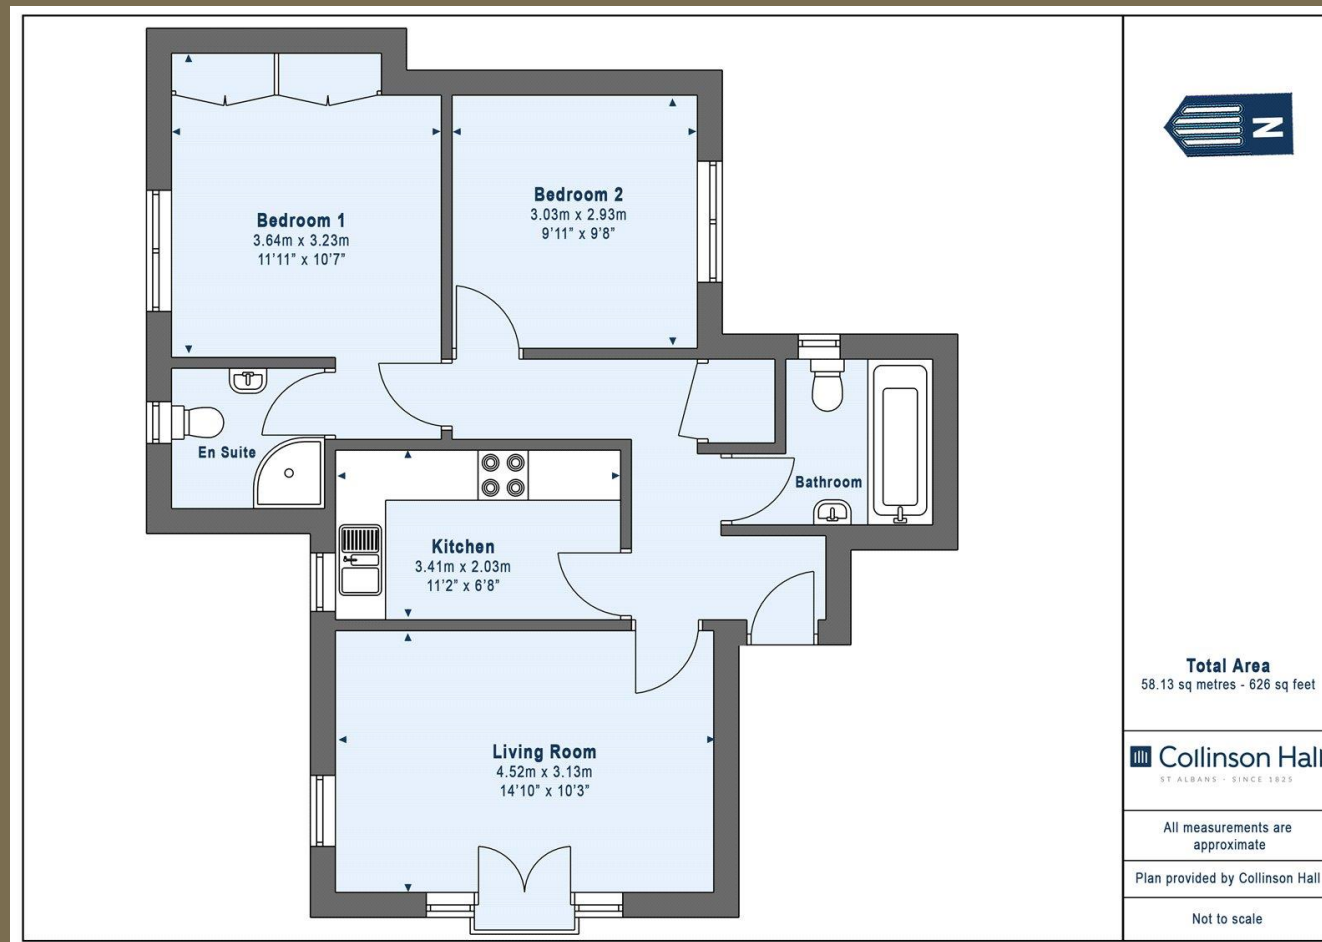 Bedroom 1
3.64m x 3.23m
11'11" x 10'7"
Bedroom 2
3.03m x 2.93m
9'11" x 9'8"
En Suite
Bathroom
Kitchen
3.41m x 2.03m
11'2" x 6'8"
Living Room
4.52m x 3.13m
14'10" x 10'3"
N
Total Area
58.13 sq metres - 626 sq feet
Collinson Hall
ST ALBANS - SINCE 1825
All measurements are
approximate
Plan provided by Collinson Hall
Not to scale